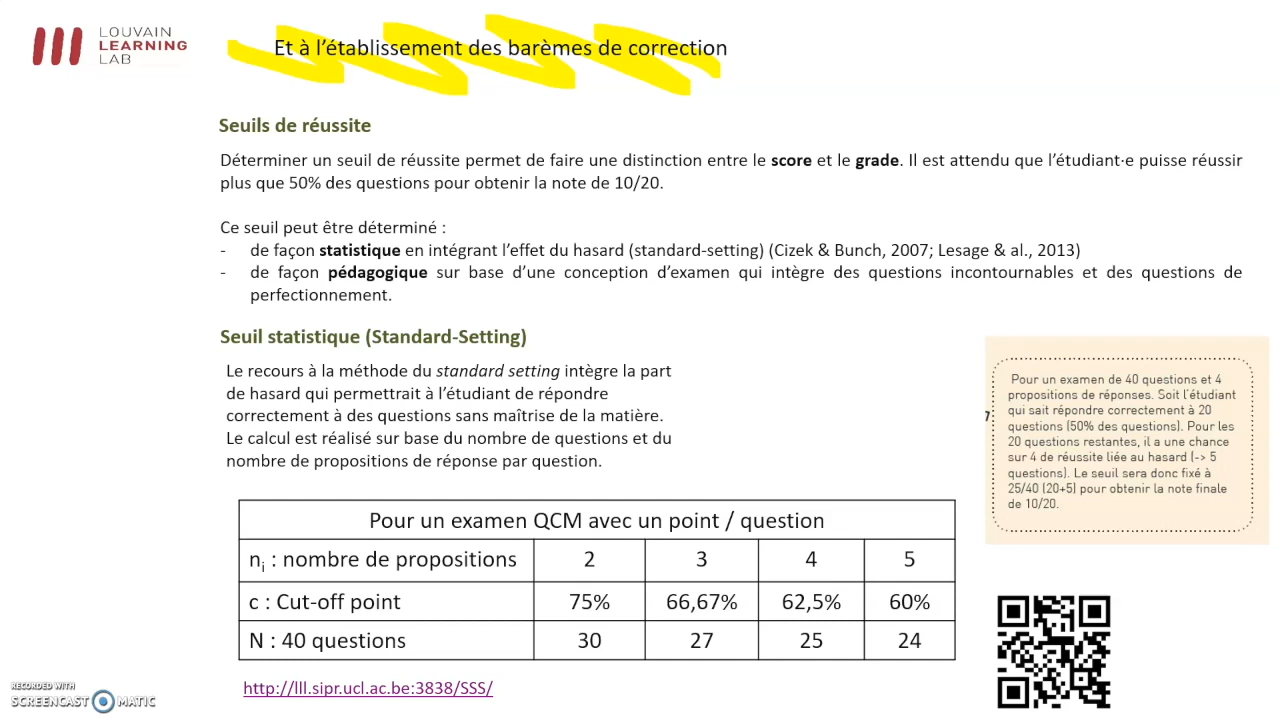 LOUVAIN
LEARNING
LAB
Et à l’établissement des barèmes de correction
Seuils de réussite
Déterminer un seuil de réussite permet de faire une distinction entre le score et le grade. Il est attendu que l’étudiant·e puisse réussir
plus que 50% des questions pour obtenir la note de 10/20.
Ce seuil peut être déterminé :
- de façon statistique en intégrant l’effet du hasard (standard-setting) (Cizek & Bunch, 2007; Lesage & al., 2013)
- de façon pédagogique sur base d’une conception d’examen qui intègre des questions incontournables et des questions de
perfectionnement.
Seuil statistique (Standard-Setting)
Le recours à la méthode du standard setting intègre la part
de hasard qui permettrait à l’étudiant de répondre
correctement à des questions sans maîtrise de la matière.
Le calcul est réalisé sur base du nombre de questions et du
nombre de propositions de réponse par question.
Pour un examen de 40 questions et 4
propositions de réponses. Soit l’étudiant
qui sait répondre correctement à 20
questions (50% des questions). Pour les
20 questions restantes, il a une chance
sur 4 de réussite liée au hasard (-> 5
questions). Le seuil sera donc fixé à
25/40 (20+5) pour obtenir la note finale
de 10/20.
Pour un examen QCM avec un point / question
ni : nombre de propositions 2 3 4 5
c : Cut-off point 75% 66,67% 62,5% 60%
N : 40 questions 30 27 25 24
http://lll.sipr.ucl.ac.be:3838/SSS/
RECORDED WITH
SCREENCAST MATIC